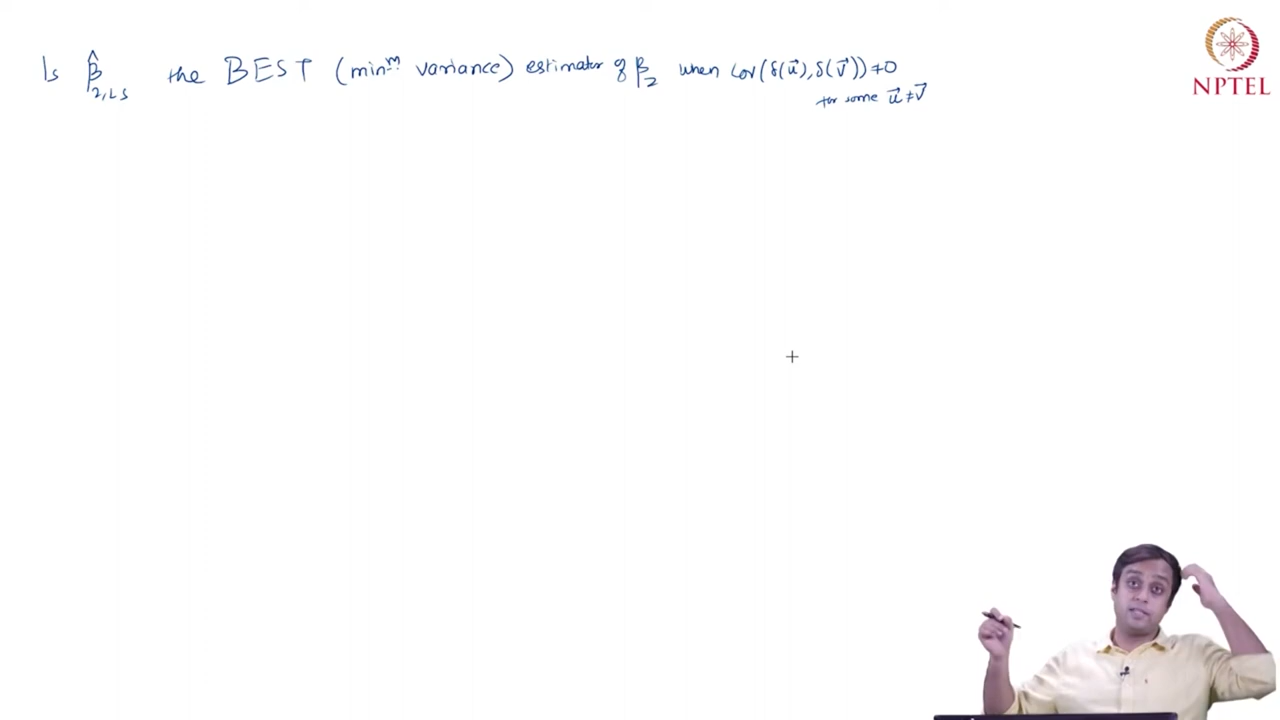 Is β̂₂,LS the BEST (minᵐ variance) estimator of β₂ when Cov(δ(u⃗), δ(v⃗)) ≠ 0
for some u⃗ ≠ v⃗
NPTEL